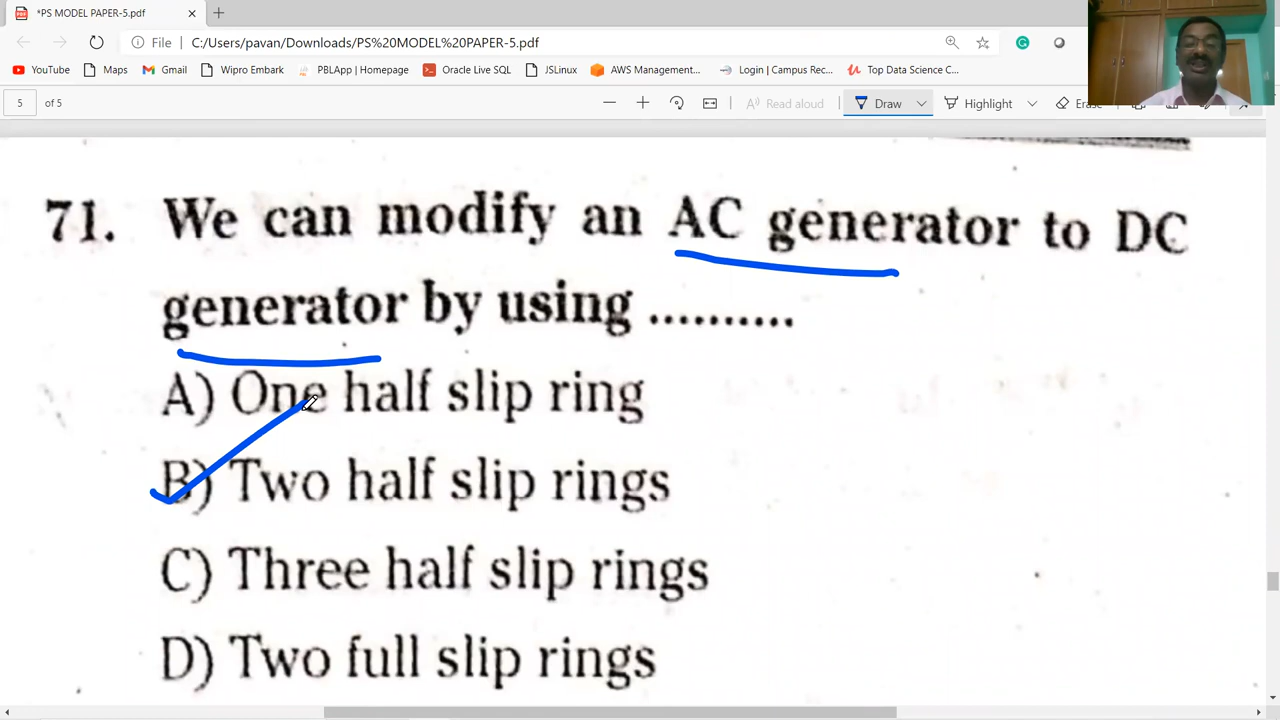 *PS MODEL PAPER-5.pdf
File C:/Users/pavan/Downloads/PS%20MODEL%20PAPER-5.pdf
YouTube Maps Gmail Wipro Embark PBLApp | Homepage Oracle Live SQL JSLinux AWS Management... Login | Campus Rec... Top Data Science C...
5 of 5 Read aloud Draw Highlight Erase
71. We can modify an AC generator to DC
generator by using ..........
A) One half slip ring
B) Two half slip rings
C) Three half slip rings
D) Two full slip rings